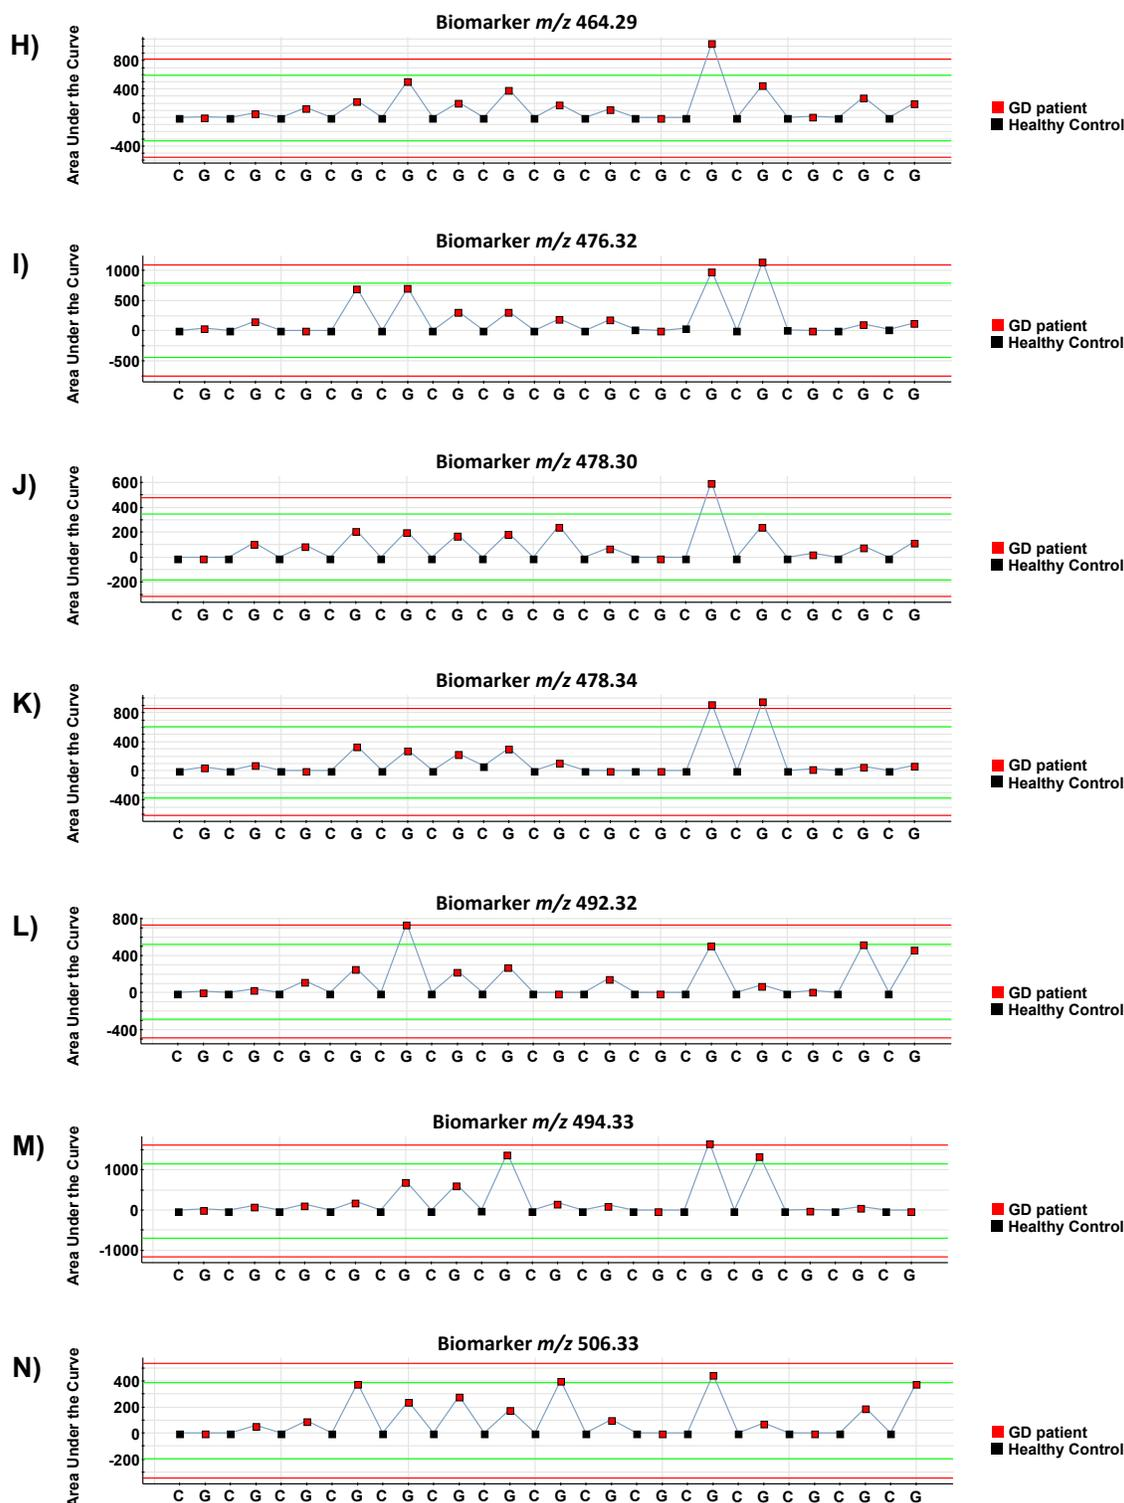 H)
Biomarker m/z 464.29
Area Under the Curve
800
400
0
-400
C G C G C G C G C G C G C G C G C G C G C G C G C G C G C G C G
GD patient
Healthy Control
I)
Biomarker m/z 476.32
Area Under the Curve
1000
500
0
-500
C G C G C G C G C G C G C G C G C G C G C G C G C G C G C G
GD patient
Healthy Control
J)
Biomarker m/z 478.30
Area Under the Curve
600
400
200
0
-200
C G C G C G C G C G C G C G C G C G C G C G C G C G C G C G
GD patient
Healthy Control
K)
Biomarker m/z 478.34
Area Under the Curve
800
400
0
-400
C G C G C G C G C G C G C G C G C G C G C G C G C G C G C G
GD patient
Healthy Control
L)
Biomarker m/z 492.32
Area Under the Curve
800
400
0
-400
C G C G C G C G C G C G C G C G C G C G C G C G C G C G C G
GD patient
Healthy Control
M)
Biomarker m/z 494.33
Area Under the Curve
1000
0
-1000
C G C G C G C G C G C G C G C G C G C G C G C G C G C G C G
GD patient
Healthy Control
N)
Biomarker m/z 506.33
Area Under the Curve
400
200
0
-200
C G C G C G C G C G C G C G C G C G C G C G C G C G C G C G
GD patient
Healthy Control